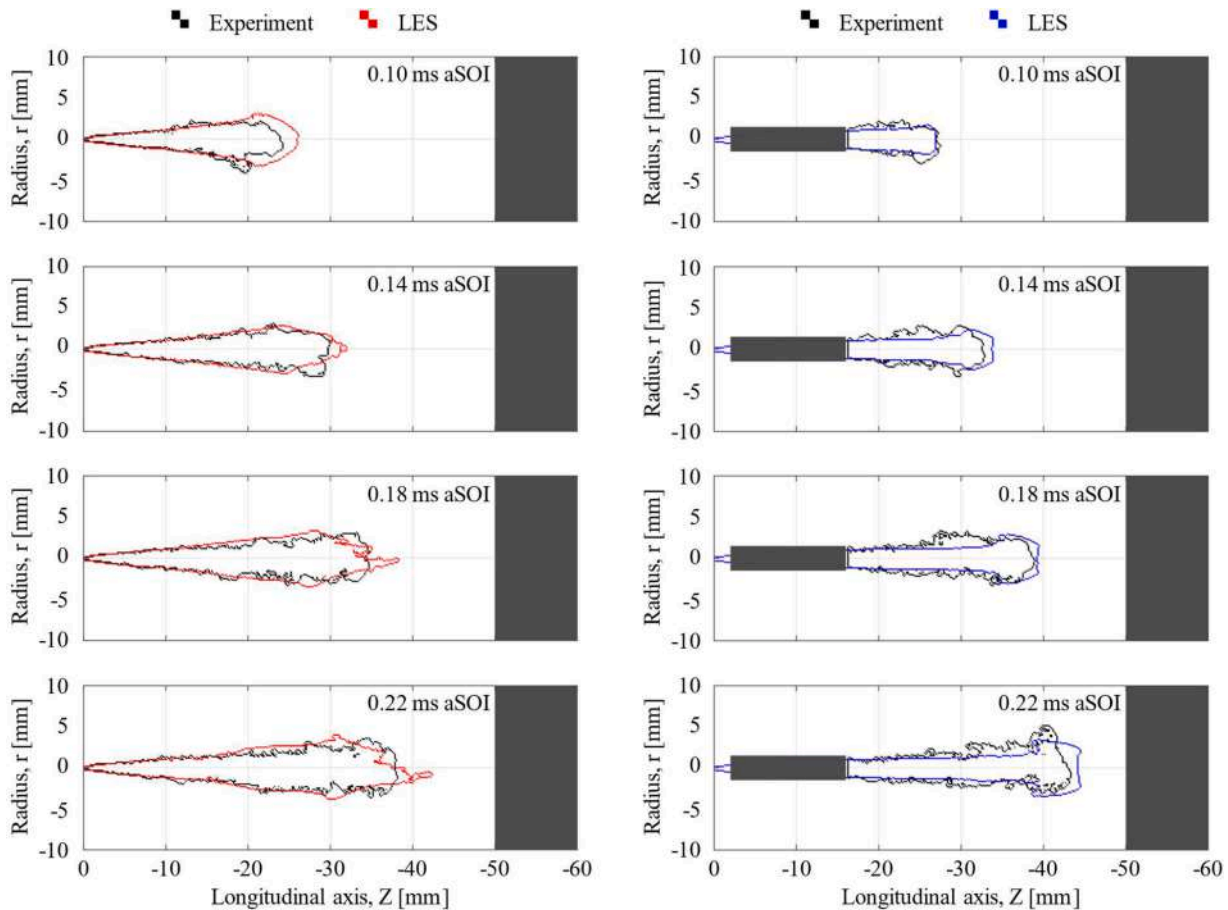 Experiment LES
10
5
0
-5
-10
Radius, r [mm]
0.10 ms aSOI
10
5
0
-5
-10
Radius, r [mm]
0.14 ms aSOI
10
5
0
-5
-10
Radius, r [mm]
0.18 ms aSOI
10
5
0
-5
-10
Radius, r [mm]
0.22 ms aSOI
0 -10 -20 -30 -40 -50 -60
Longitudinal axis, Z [mm]
Experiment LES
10
5
0
-5
-10
Radius, r [mm]
0.10 ms aSOI
10
5
0
-5
-10
Radius, r [mm]
0.14 ms aSOI
10
5
0
-5
-10
Radius, r [mm]
0.18 ms aSOI
10
5
0
-5
-10
Radius, r [mm]
0.22 ms aSOI
0 -10 -20 -30 -40 -50 -60
Longitudinal axis, Z [mm]